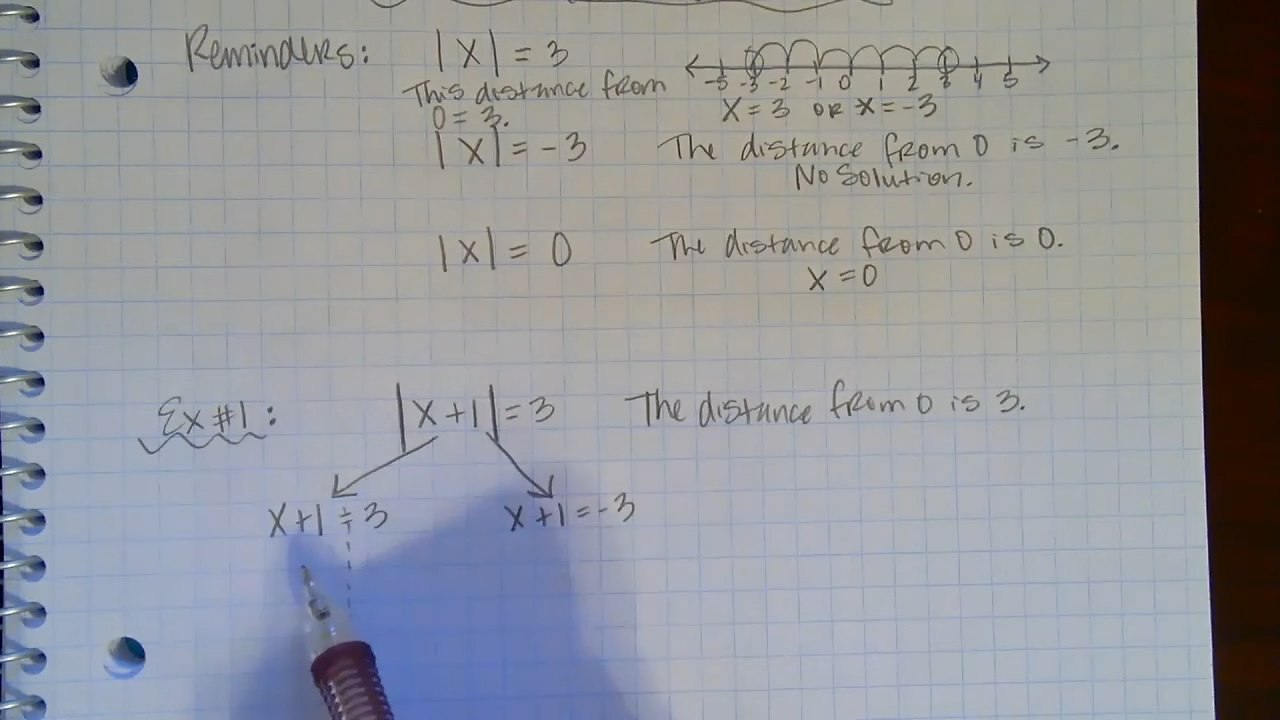 Reminders: |x| = 3
-5 -3 -2 -1 0 1 2 3 4 5
This distance from
0 = 3.
x = 3 OR x = -3
|x| = -3 The distance from 0 is -3.
No Solution.
|x| = 0 The distance from 0 is 0.
x = 0
Ex #1: |x+1| = 3 The distance from 0 is 3.
x+1 = 3 x+1 = -3